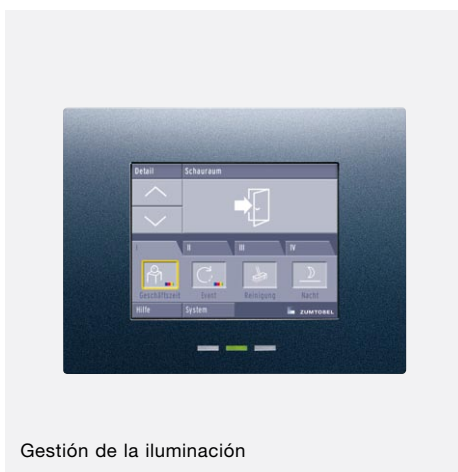 Detail Schauraum
I II III IV
Geschäftszeit Event Reinigung Nacht
Hilfe System ZUMTOBEL
Gestión de la iluminación